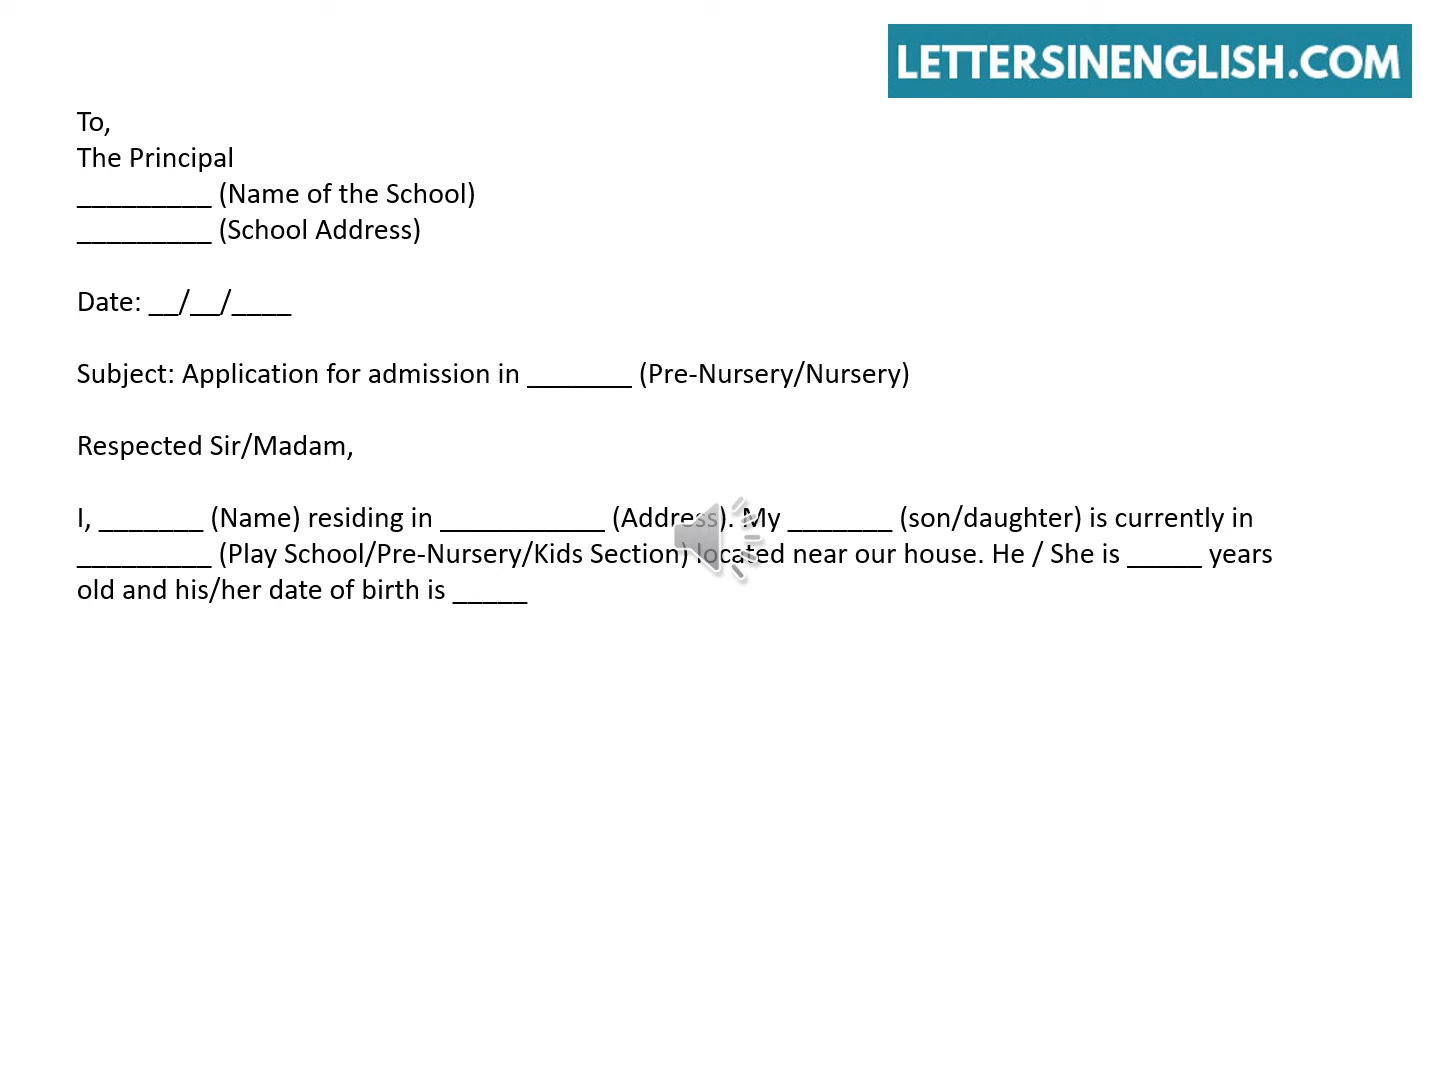 LETTERSINENGLISH.COM
To,
The Principal
_________ (Name of the School)
_________ (School Address)
Date: __/__/____
Subject: Application for admission in _______ (Pre-Nursery/Nursery)
Respected Sir/Madam,
I, _______ (Name) residing in ___________ (Address). My _______ (son/daughter) is currently in
_________ (Play School/Pre-Nursery/Kids Section) located near our house. He / She is _____ years
old and his/her date of birth is _____